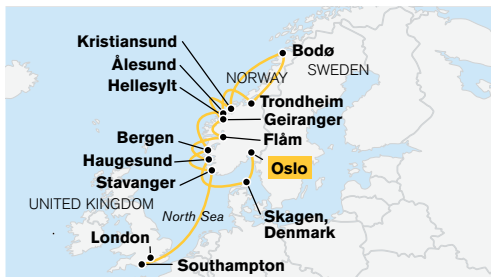 Kristiansund
Bodø
Ålesund
SWEDEN
NORWAY
Hellesylt
Trondheim
Geiranger
Bergen
Flåm
Haugesund
Oslo
Stavanger
UNITED KINGDOM
North Sea
Skagen,
Denmark
London
Southampton